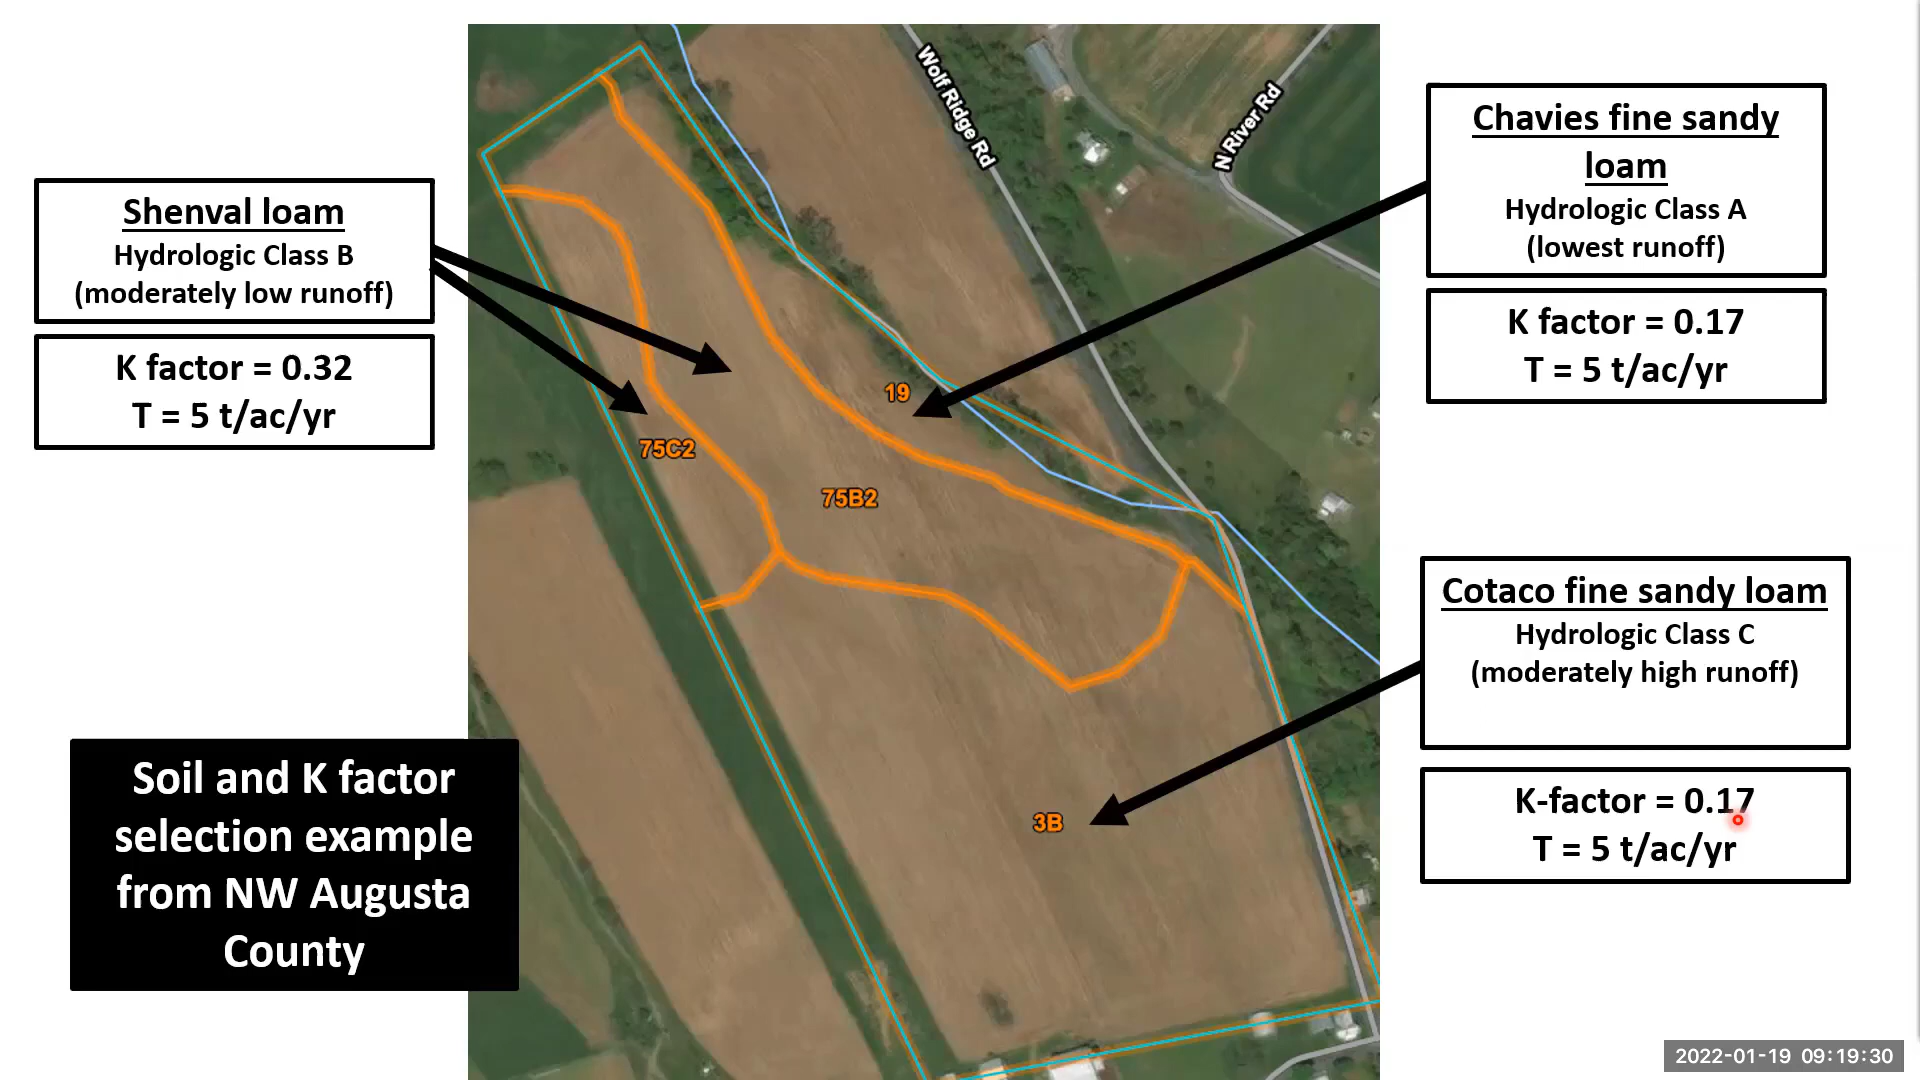 Shenval loam
Hydrologic Class B
(moderately low runoff)
K factor = 0.32
T = 5 t/ac/yr
Soil and K factor
selection example
from NW Augusta
County
Wolf Ridge Rd
N River Rd
19
75C2
75B2
3B
Chavies fine sandy
loam
Hydrologic Class A
(lowest runoff)
K factor = 0.17
T = 5 t/ac/yr
Cotaco fine sandy loam
Hydrologic Class C
(moderately high runoff)
K-factor = 0.17
T = 5 t/ac/yr
2022-01-19 09:19:30